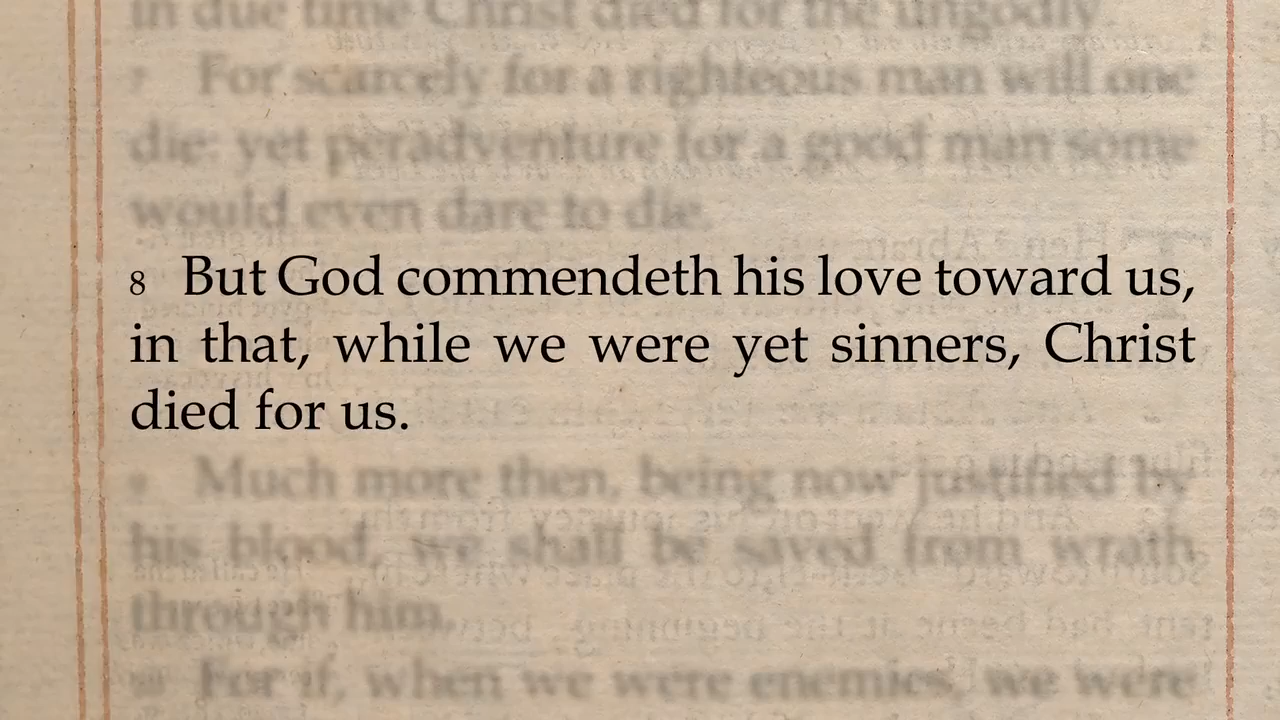 in due time Christ died for the ungodly.
7 For scarcely for a righteous man will one
die: yet peradventure for a good man some
would even dare to die.
8 But God commendeth his love toward us,
in that, while we were yet sinners, Christ
died for us.
9 Much more then, being now justified by
his blood, we shall be saved from wrath
through him.
10 For if, when we were enemies, we were